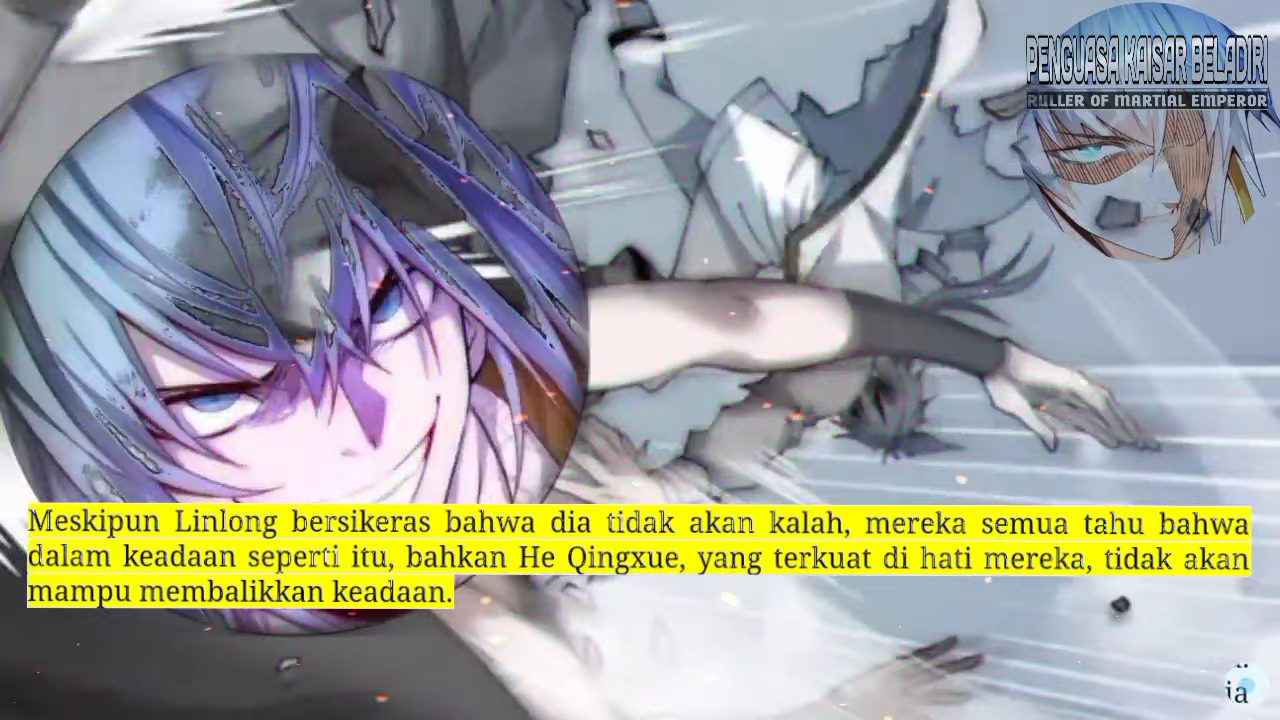 PENGUASA KAISAR BELADIRI
RULLER OF MARTIAL EMPEROR
Meskipun Linlong bersikeras bahwa dia tidak akan kalah, mereka semua tahu bahwa
dalam keadaan seperti itu, bahkan He Qingxue, yang terkuat di hati mereka, tidak akan
mampu membalikkan keadaan.
ia